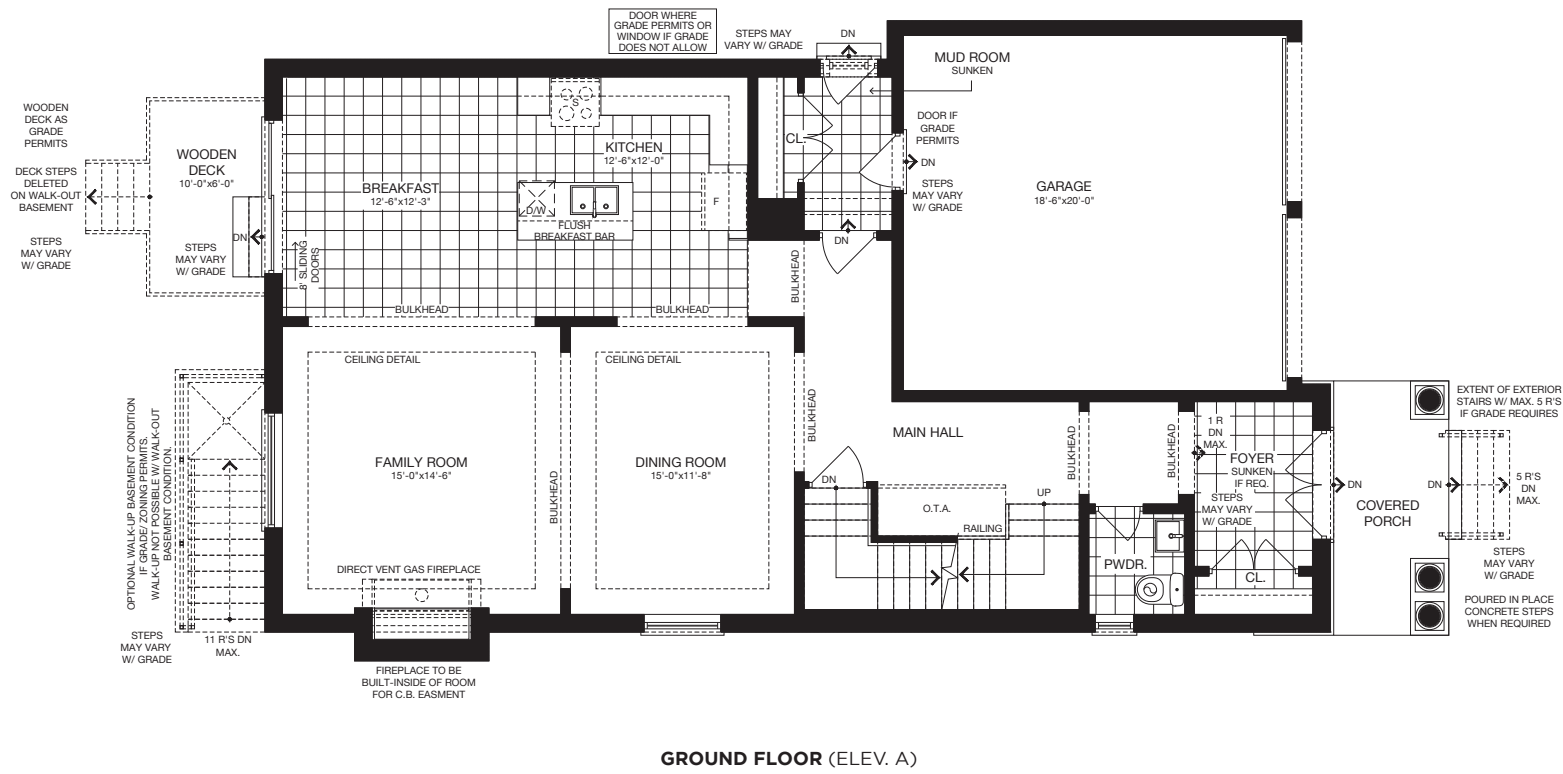 DOOR WHERE
GRADE PERMITS OR
WINDOW IF GRADE
DOES NOT ALLOW
STEPS MAY
VARY W/ GRADE
DN
MUD ROOM
SUNKEN
WOODEN
DECK AS
GRADE
PERMITS
DECK STEPS
DELETED
ON WALK-OUT
BASEMENT
STEPS
MAY VARY
W/ GRADE
WOODEN
DECK
10'-0"x6'-0"
DN
STEPS
MAY VARY
W/ GRADE
8' SLIDING
DOORS
BREAKFAST
12'-6"x12'-3"
S
KITCHEN
12'-6"x12'-0"
D/W
FLUSH
BREAKFAST BAR
F
CL.
DN
DOOR IF
GRADE
PERMITS
DN
STEPS
MAY VARY
W/ GRADE
GARAGE
18'-6"x20'-0"
BULKHEAD
BULKHEAD
BULKHEAD
CEILING DETAIL
CEILING DETAIL
FAMILY ROOM
15'-0"x14'-6"
BULKHEAD
DINING ROOM
15'-0"x11'-8"
BULKHEAD
DIRECT VENT GAS FIREPLACE
FIREPLACE TO BE
BUILT-INSIDE OF ROOM
FOR C.B. EASMENT
OPTIONAL WALK-UP BASEMENT CONDITION
IF GRADE/ ZONING PERMITS.
WALK-UP NOT POSSIBLE W/ WALK-OUT
BASEMENT CONDITION.
STEPS
MAY VARY
W/ GRADE
11 R'S DN
MAX.
MAIN HALL
DN
O.T.A.
UP
RAILING
BULKHEAD
BULKHEAD
PWDR.
1 R
DN
MAX.
FOYER
SUNKEN
IF REQ.
STEPS
MAY VARY
W/ GRADE
CL.
DN
COVERED
PORCH
DN
EXTENT OF EXTERIOR
STAIRS W/ MAX. 5 R'S
IF GRADE REQUIRES
5 R'S
DN
MAX.
STEPS
MAY VARY
W/ GRADE
POURED IN PLACE
CONCRETE STEPS
WHEN REQUIRED
GROUND FLOOR (ELEV. A)